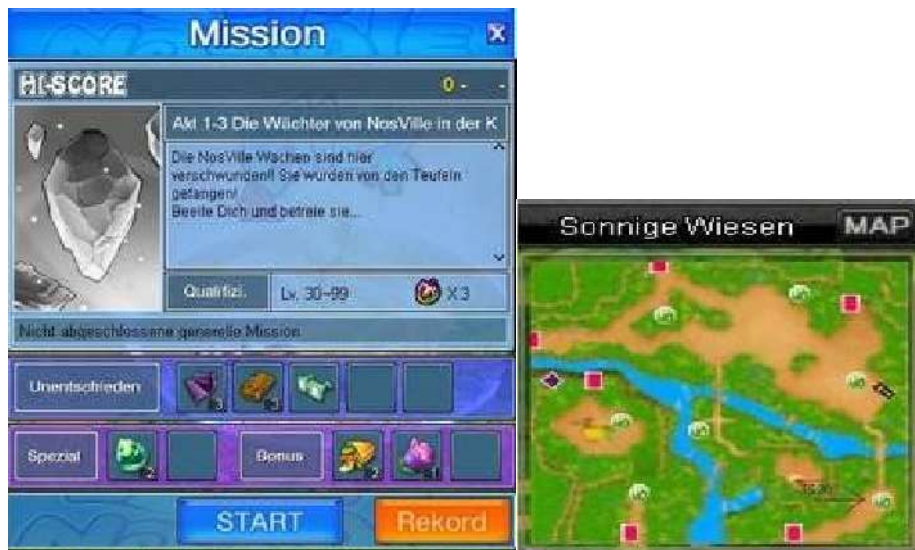 Mission
HI-SCORE
0 - -
Akt 1-3 Die Wächter von NosVille in der K
Die NosVille Wachen sind hier
verschwunden!! Sie wurden von den Teufeln
gefangen!
Beeile Dich und befreie sie...
Qualifizi.
Lv. 30~99
X 3
Nicht abgeschlossene generelle Mission
Unentschieden
Spezial
Bonus
START
Rekord
Sonnige Wiesen
MAP